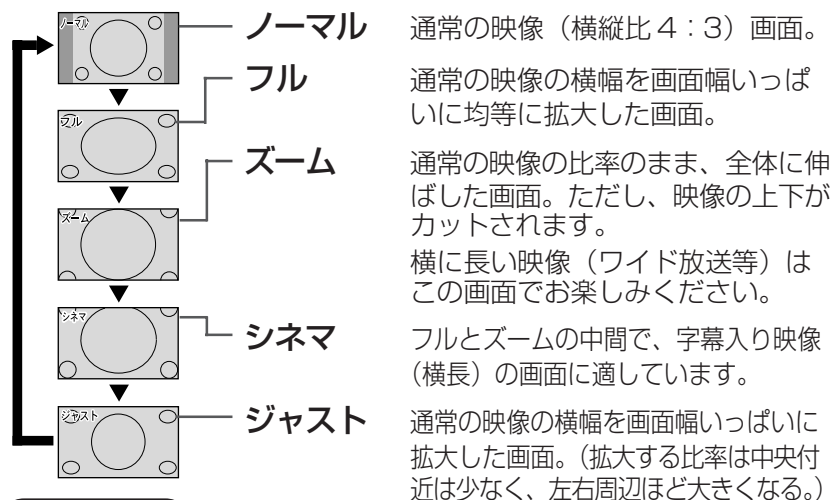 ノーマル
ノーマル 通常の映像(横縦比4:3)画面。
フル
フル 通常の映像の横幅を画面幅いっぱ
いに均等に拡大した画面。
ズーム
ズーム 通常の映像の比率のまま、全体に伸
ばした画面。ただし、映像の上下が
カットされます。
横に長い映像(ワイド放送等)は
この画面でお楽しみください。
シネマ
シネマ フルとズームの中間で、字幕入り映像
(横長)の画面に適しています。
ジャスト
ジャスト 通常の映像の横幅を画面幅いっぱいに
拡大した画面。(拡大する比率は中央付
近は少なく、左右周辺ほど大きくなる。)